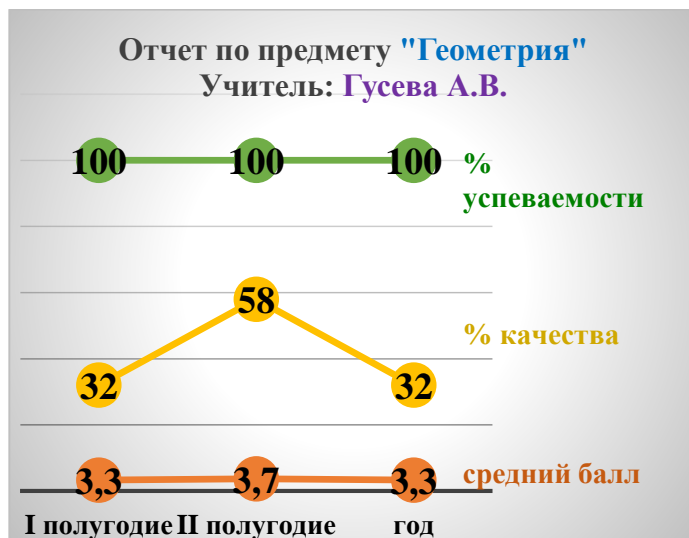 Отчет по предмету "Геометрия"
Учитель: Гусева А.В.
100 100 100
%
успеваемости
58
% качества
32 32
3,3 3,7 3,3
средний балл
I полугодие II полугодие год